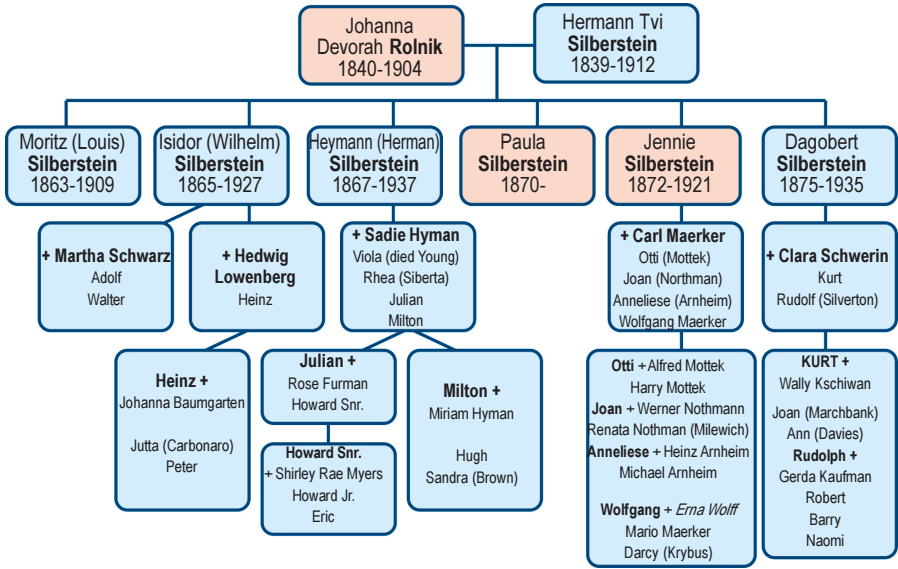 Johanna
Devorah Rolnik
1840-1904
Hermann Tvi
Silberstein
1839-1912
Moritz (Louis)
Silberstein
1863-1909
Isidor (Wilhelm)
Silberstein
1865-1927
Heymann (Herman)
Silberstein
1867-1937
Paula
Silberstein
1870-
Jennie
Silberstein
1872-1921
Dagobert
Silberstein
1875-1935
+ Martha Schwarz
Adolf
Walter
+ Hedwig
Lowenberg
Heinz
+ Sadie Hyman
Viola (died Young)
Rhea (Siberta)
Julian
Milton
+ Carl Maerker
Otti (Mottek)
Joan (Northman)
Anneliese (Arnheim)
Wolfgang Maerker
+ Clara Schwerin
Kurt
Rudolf (Silverton)
Heinz +
Johanna Baumgarten
Jutta (Carbonaro)
Peter
Julian +
Rose Furman
Howard Snr.
Howard Snr.
+ Shirley Rae Myers
Howard Jr.
Eric
Milton +
Miriam Hyman
Hugh
Sandra (Brown)
Otti + Alfred Mottek
Harry Mottek
Joan + Werner Nothmann
Renata Nothman (Milewich)
Anneliese + Heinz Arnheim
Michael Arnheim
Wolfgang + Erna Wolff
Mario Maerker
Darcy (Krybus)
KURT +
Wally Kschiwan
Joan (Marchbank)
Ann (Davies)
Rudolph +
Gerda Kaufman
Robert
Barry
Naomi